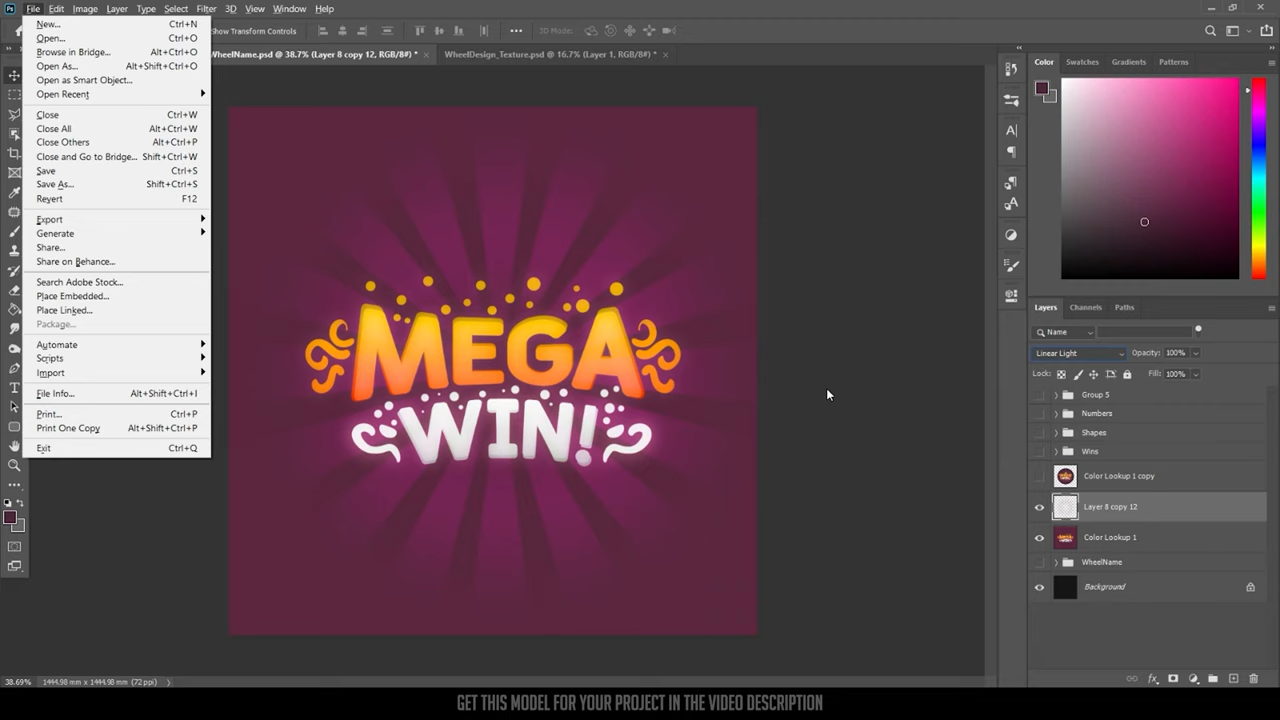 Ps File Edit Image Layer Type Select Filter 3D View Window Help
Show Transform Controls ••• 3D Mode:
WheelName.psd @ 38.7% (Layer 8 copy 12, RGB/8#) * × WheelDesign_Texture.psd @ 16.7% (Layer 1, RGB/8#) * ×
New... Ctrl+N
Open... Ctrl+O
Browse in Bridge... Alt+Ctrl+O
Open As... Alt+Shift+Ctrl+O
Open as Smart Object...
Open Recent
Close Ctrl+W
Close All Alt+Ctrl+W
Close Others Alt+Ctrl+P
Close and Go to Bridge... Shift+Ctrl+W
Save Ctrl+S
Save As... Shift+Ctrl+S
Revert F12
Export
Generate
Share...
Share on Behance...
Search Adobe Stock...
Place Embedded...
Place Linked...
Package...
Automate
Scripts
Import
File Info... Alt+Shift+Ctrl+I
Print... Ctrl+P
Print One Copy Alt+Shift+Ctrl+P
Exit Ctrl+Q
MEGA
WIN!
Color Swatches Gradients Patterns
Layers Channels Paths
Name
Linear Light Opacity: 100%
Lock: Fill: 100%
Group 5
Numbers
Shapes
Wins
Color Lookup 1 copy
Layer 8 copy 12
Color Lookup 1
WheelName
Background
38.69% 1444.98 mm x 1444.98 mm (72 ppi)
GET THIS MODEL FOR YOUR PROJECT IN THE VIDEO DESCRIPTION